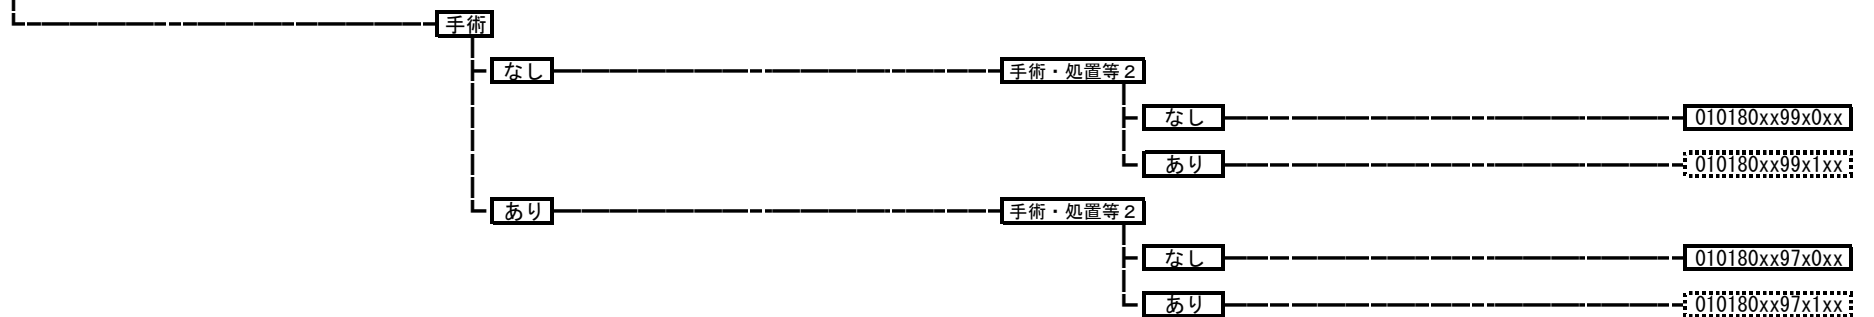 手術
なし 手術・処置等２
なし 010180xx99x0xx
あり 010180xx99x1xx
あり 手術・処置等２
なし 010180xx97x0xx
あり 010180xx97x1xx